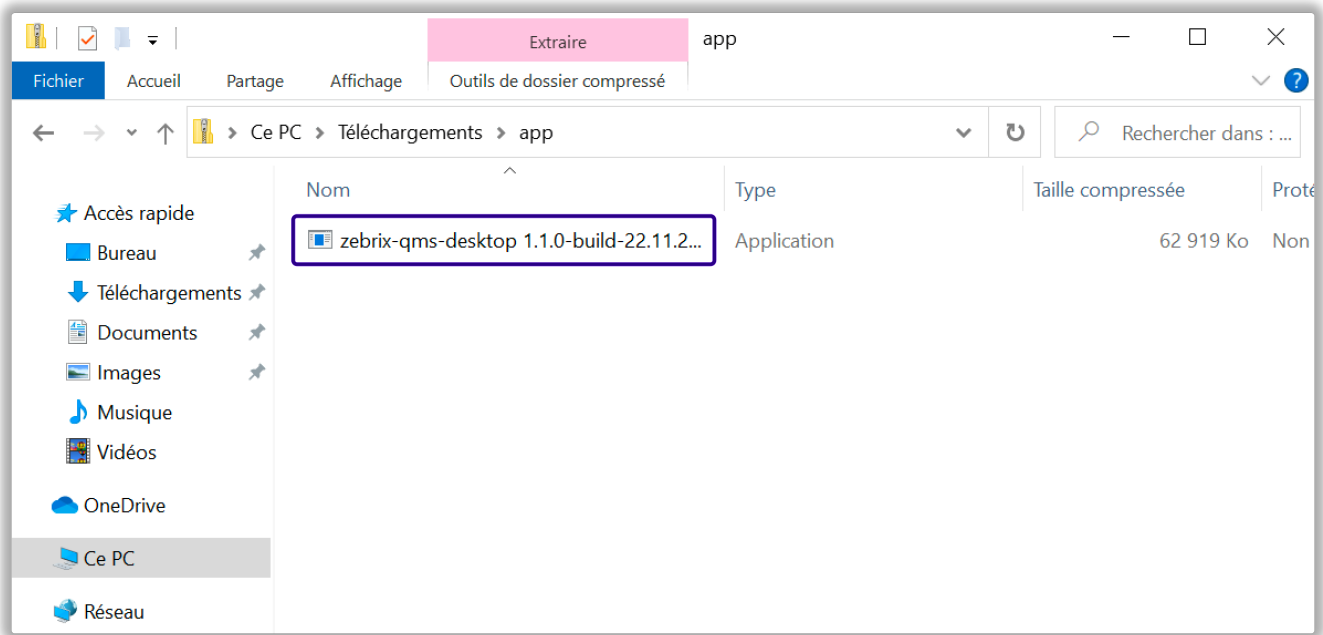 Extraire
app
Fichier
Accueil
Partage
Affichage
Outils de dossier compressé
?
Ce PC > Téléchargements > app
Rechercher dans : ...
Nom
Type
Taille compressée
Proté
zebrix-qms-desktop 1.1.0-build-22.11.2...
Application
62 919 Ko
Non
Accès rapide
Bureau
Téléchargements
Documents
Images
Musique
Vidéos
OneDrive
Ce PC
Réseau